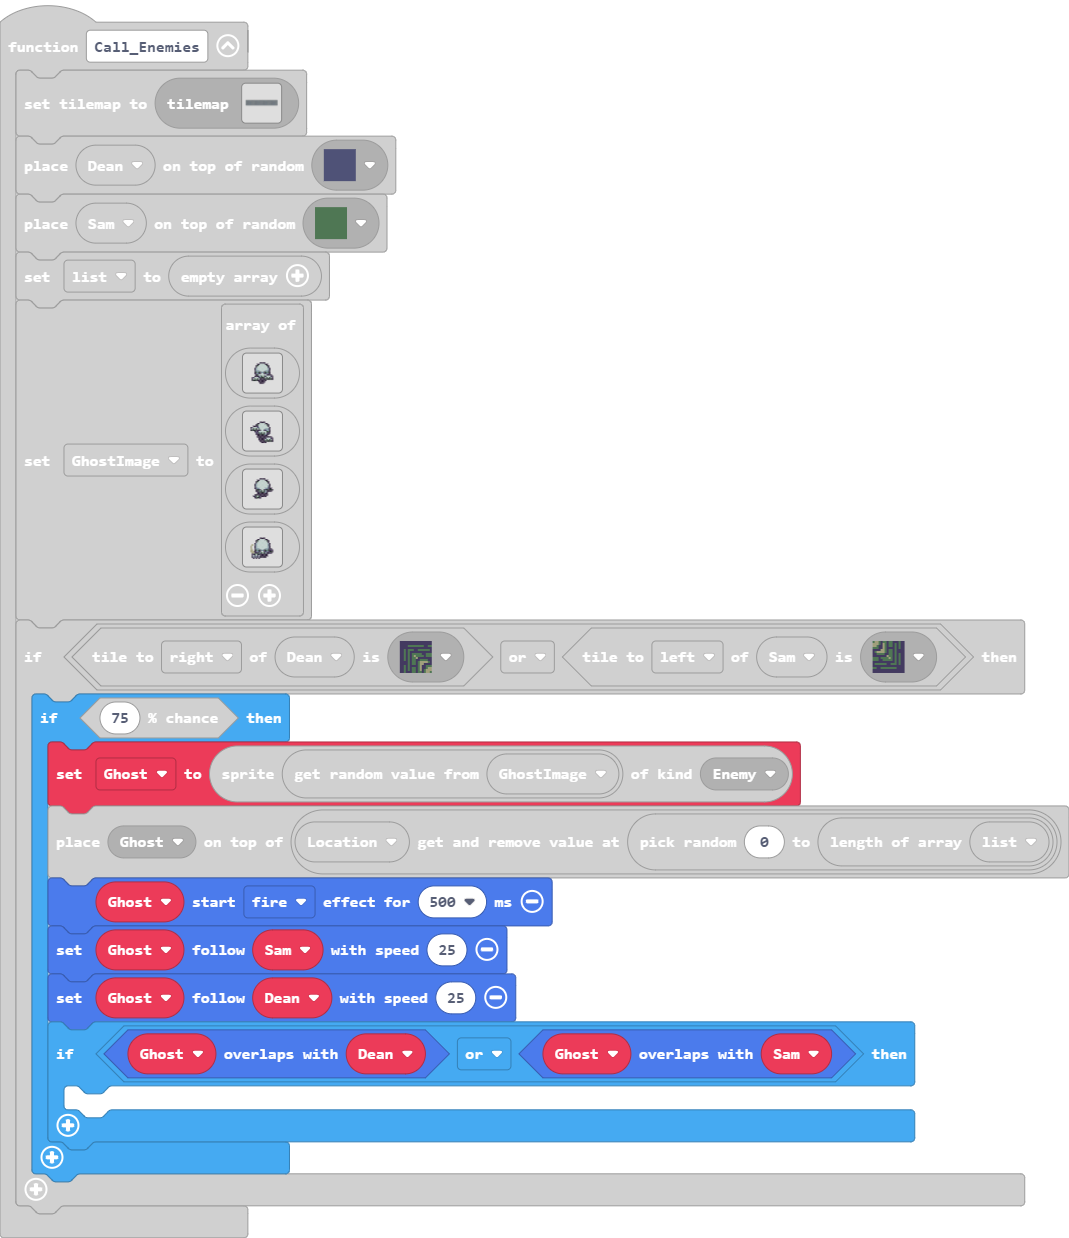 function Call_Enemies
set tilemap to tilemap
place Dean on top of random
place Sam on top of random
set list to empty array
array of
set GhostImage to
if tile to right of Dean is or tile to left of Sam is then
if 75 % chance then
set Ghost to sprite get random value from GhostImage of kind Enemy
place Ghost on top of Location get and remove value at pick random 0 to length of array list
Ghost start fire effect for 500 ms
set Ghost follow Sam with speed 25
set Ghost follow Dean with speed 25
if Ghost overlaps with Dean or Ghost overlaps with Sam then